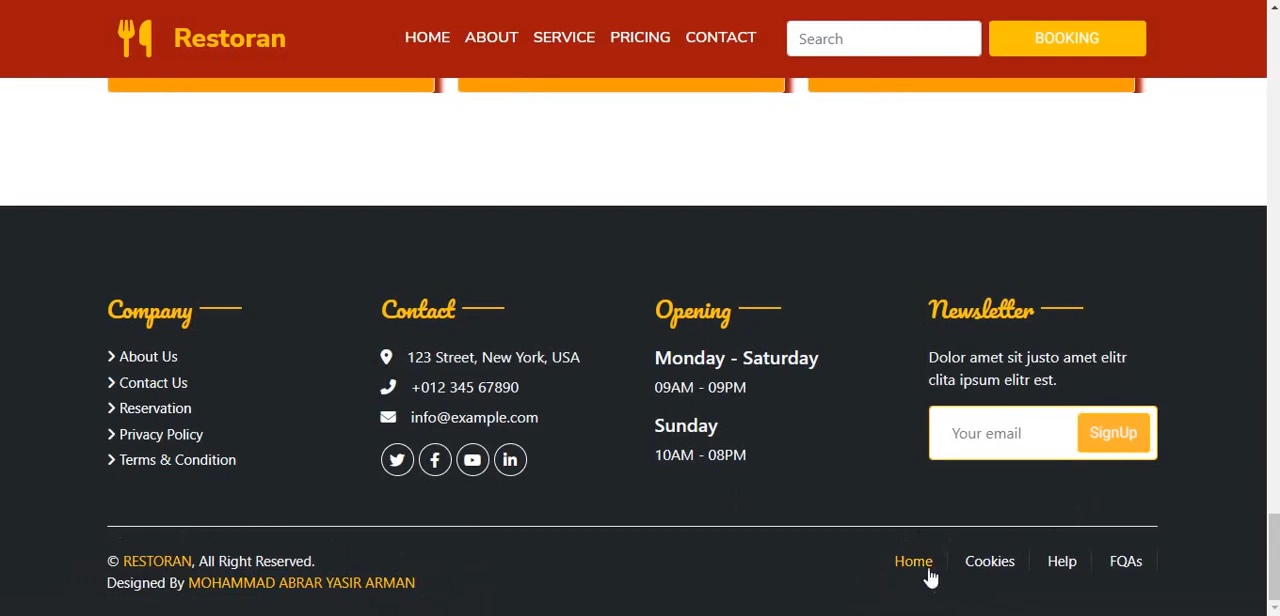 Restoran
HOME ABOUT SERVICE PRICING CONTACT
Search
BOOKING
Company
About Us
Contact Us
Reservation
Privacy Policy
Terms & Condition
Contact
123 Street, New York, USA
+012 345 67890
info@example.com
Opening
Monday - Saturday
09AM - 09PM
Sunday
10AM - 08PM
Newsletter
Dolor amet sit justo amet elitr
clita ipsum elitr est.
Your email
SignUp
© RESTORAN, All Right Reserved.
Designed By MOHAMMAD ABRAR YASIR ARMAN
Home Cookies Help FQAs